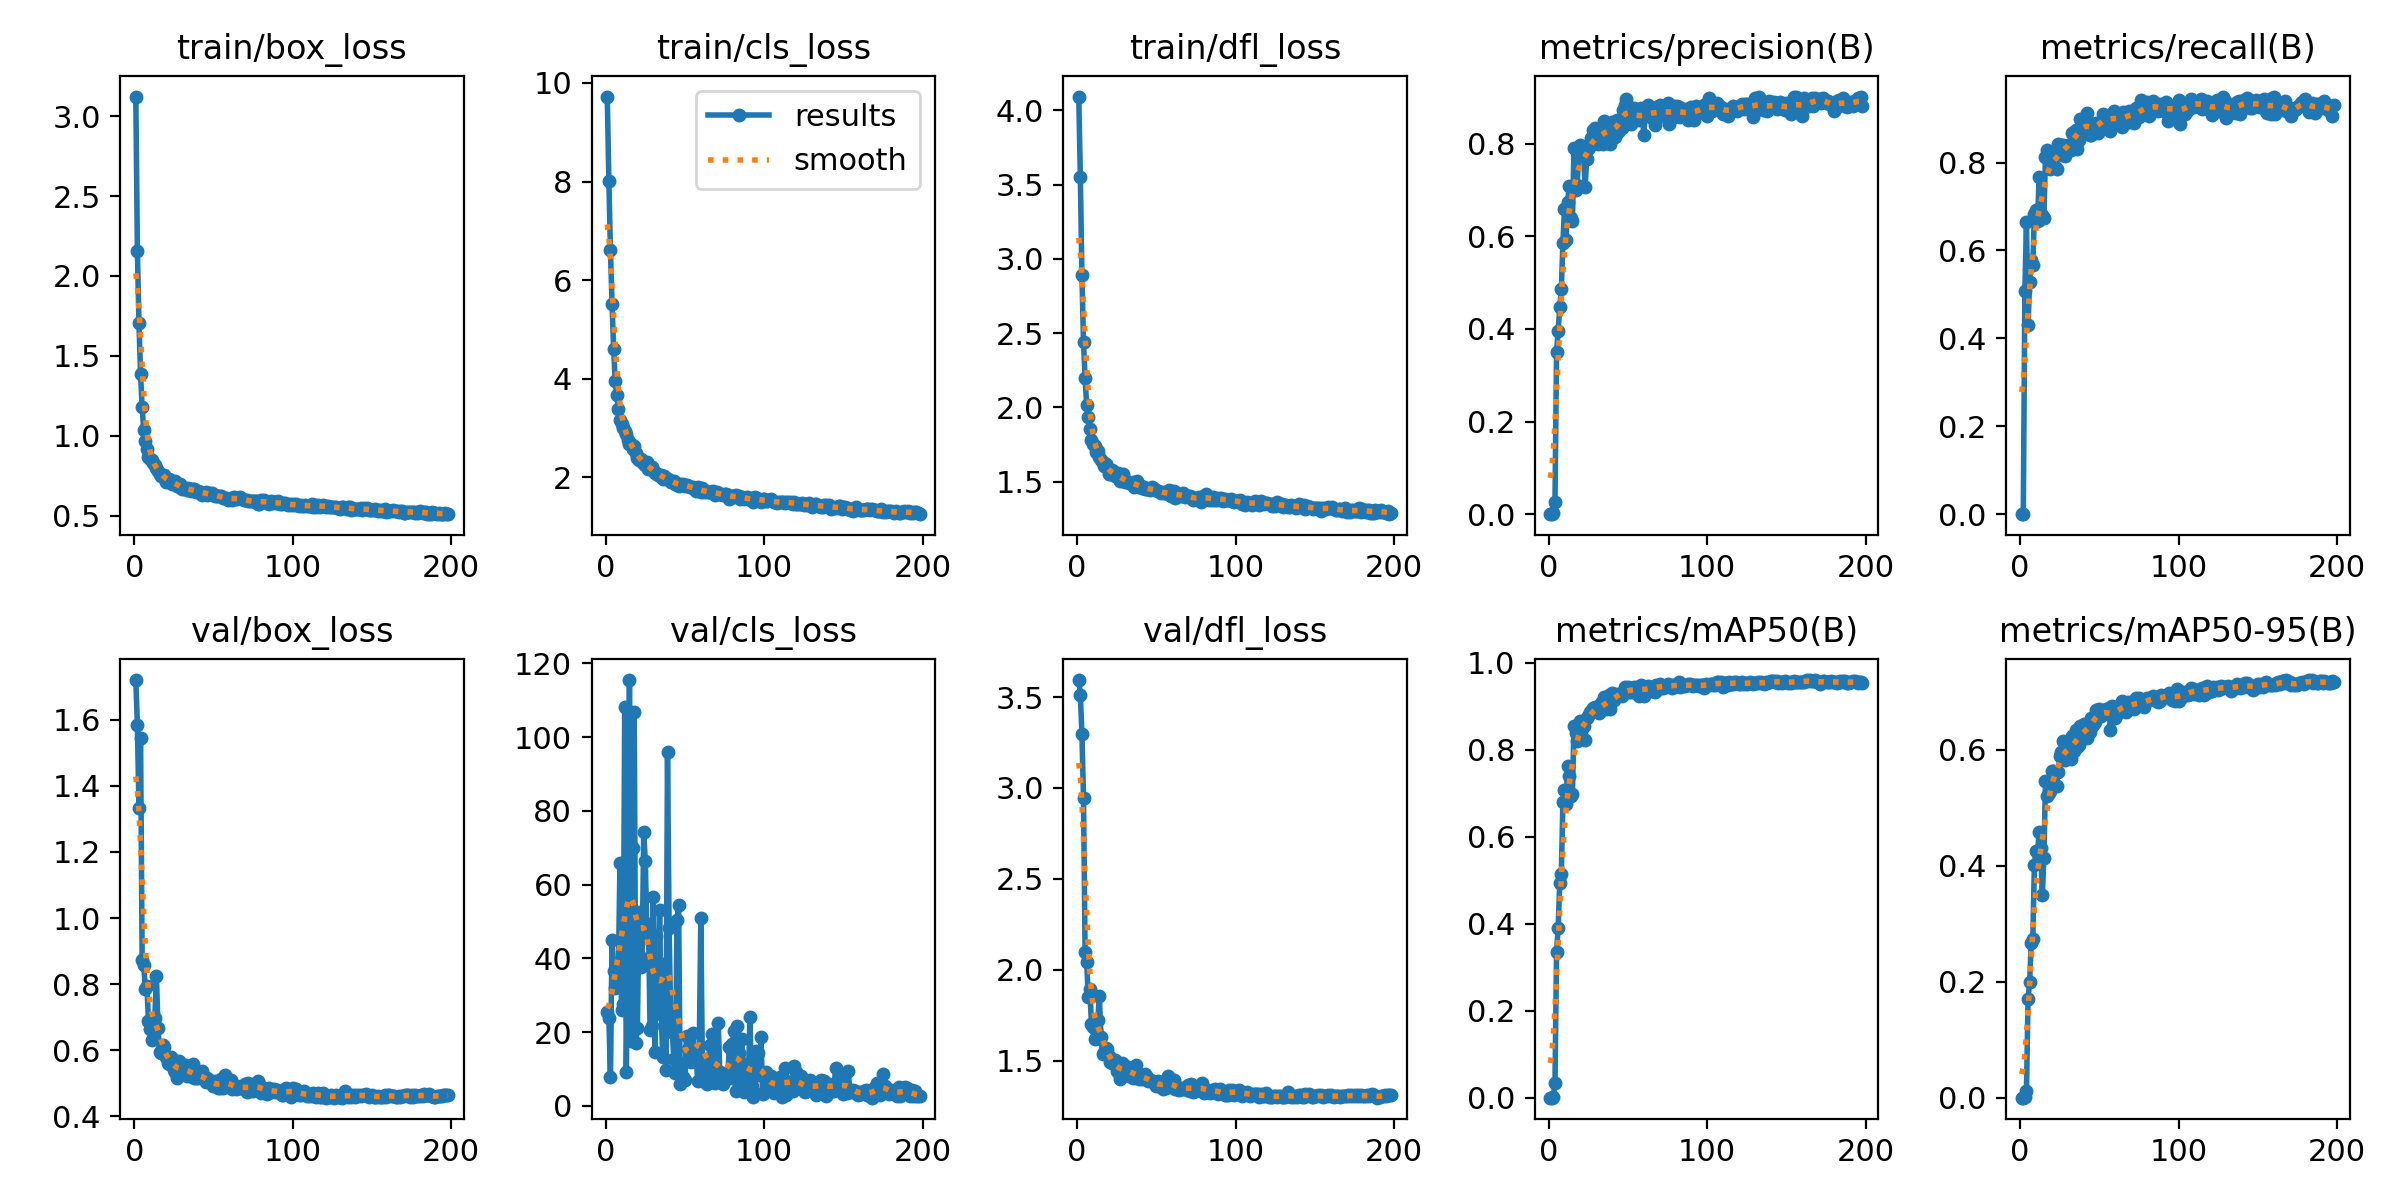 train/box_loss
3.0
2.5
2.0
1.5
1.0
0.5
0 100 200
train/cls_loss
10
8
6
4
2
0 100 200
results
smooth
train/dfl_loss
4.0
3.5
3.0
2.5
2.0
1.5
0 100 200
metrics/precision(B)
0.8
0.6
0.4
0.2
0.0
0 100 200
metrics/recall(B)
0.8
0.6
0.4
0.2
0.0
0 100 200
val/box_loss
1.6
1.4
1.2
1.0
0.8
0.6
0.4
0 100 200
val/cls_loss
120
100
80
60
40
20
0
0 100 200
val/dfl_loss
3.5
3.0
2.5
2.0
1.5
0 100 200
metrics/mAP50(B)
1.0
0.8
0.6
0.4
0.2
0.0
0 100 200
metrics/mAP50-95(B)
0.6
0.4
0.2
0.0
0 100 200